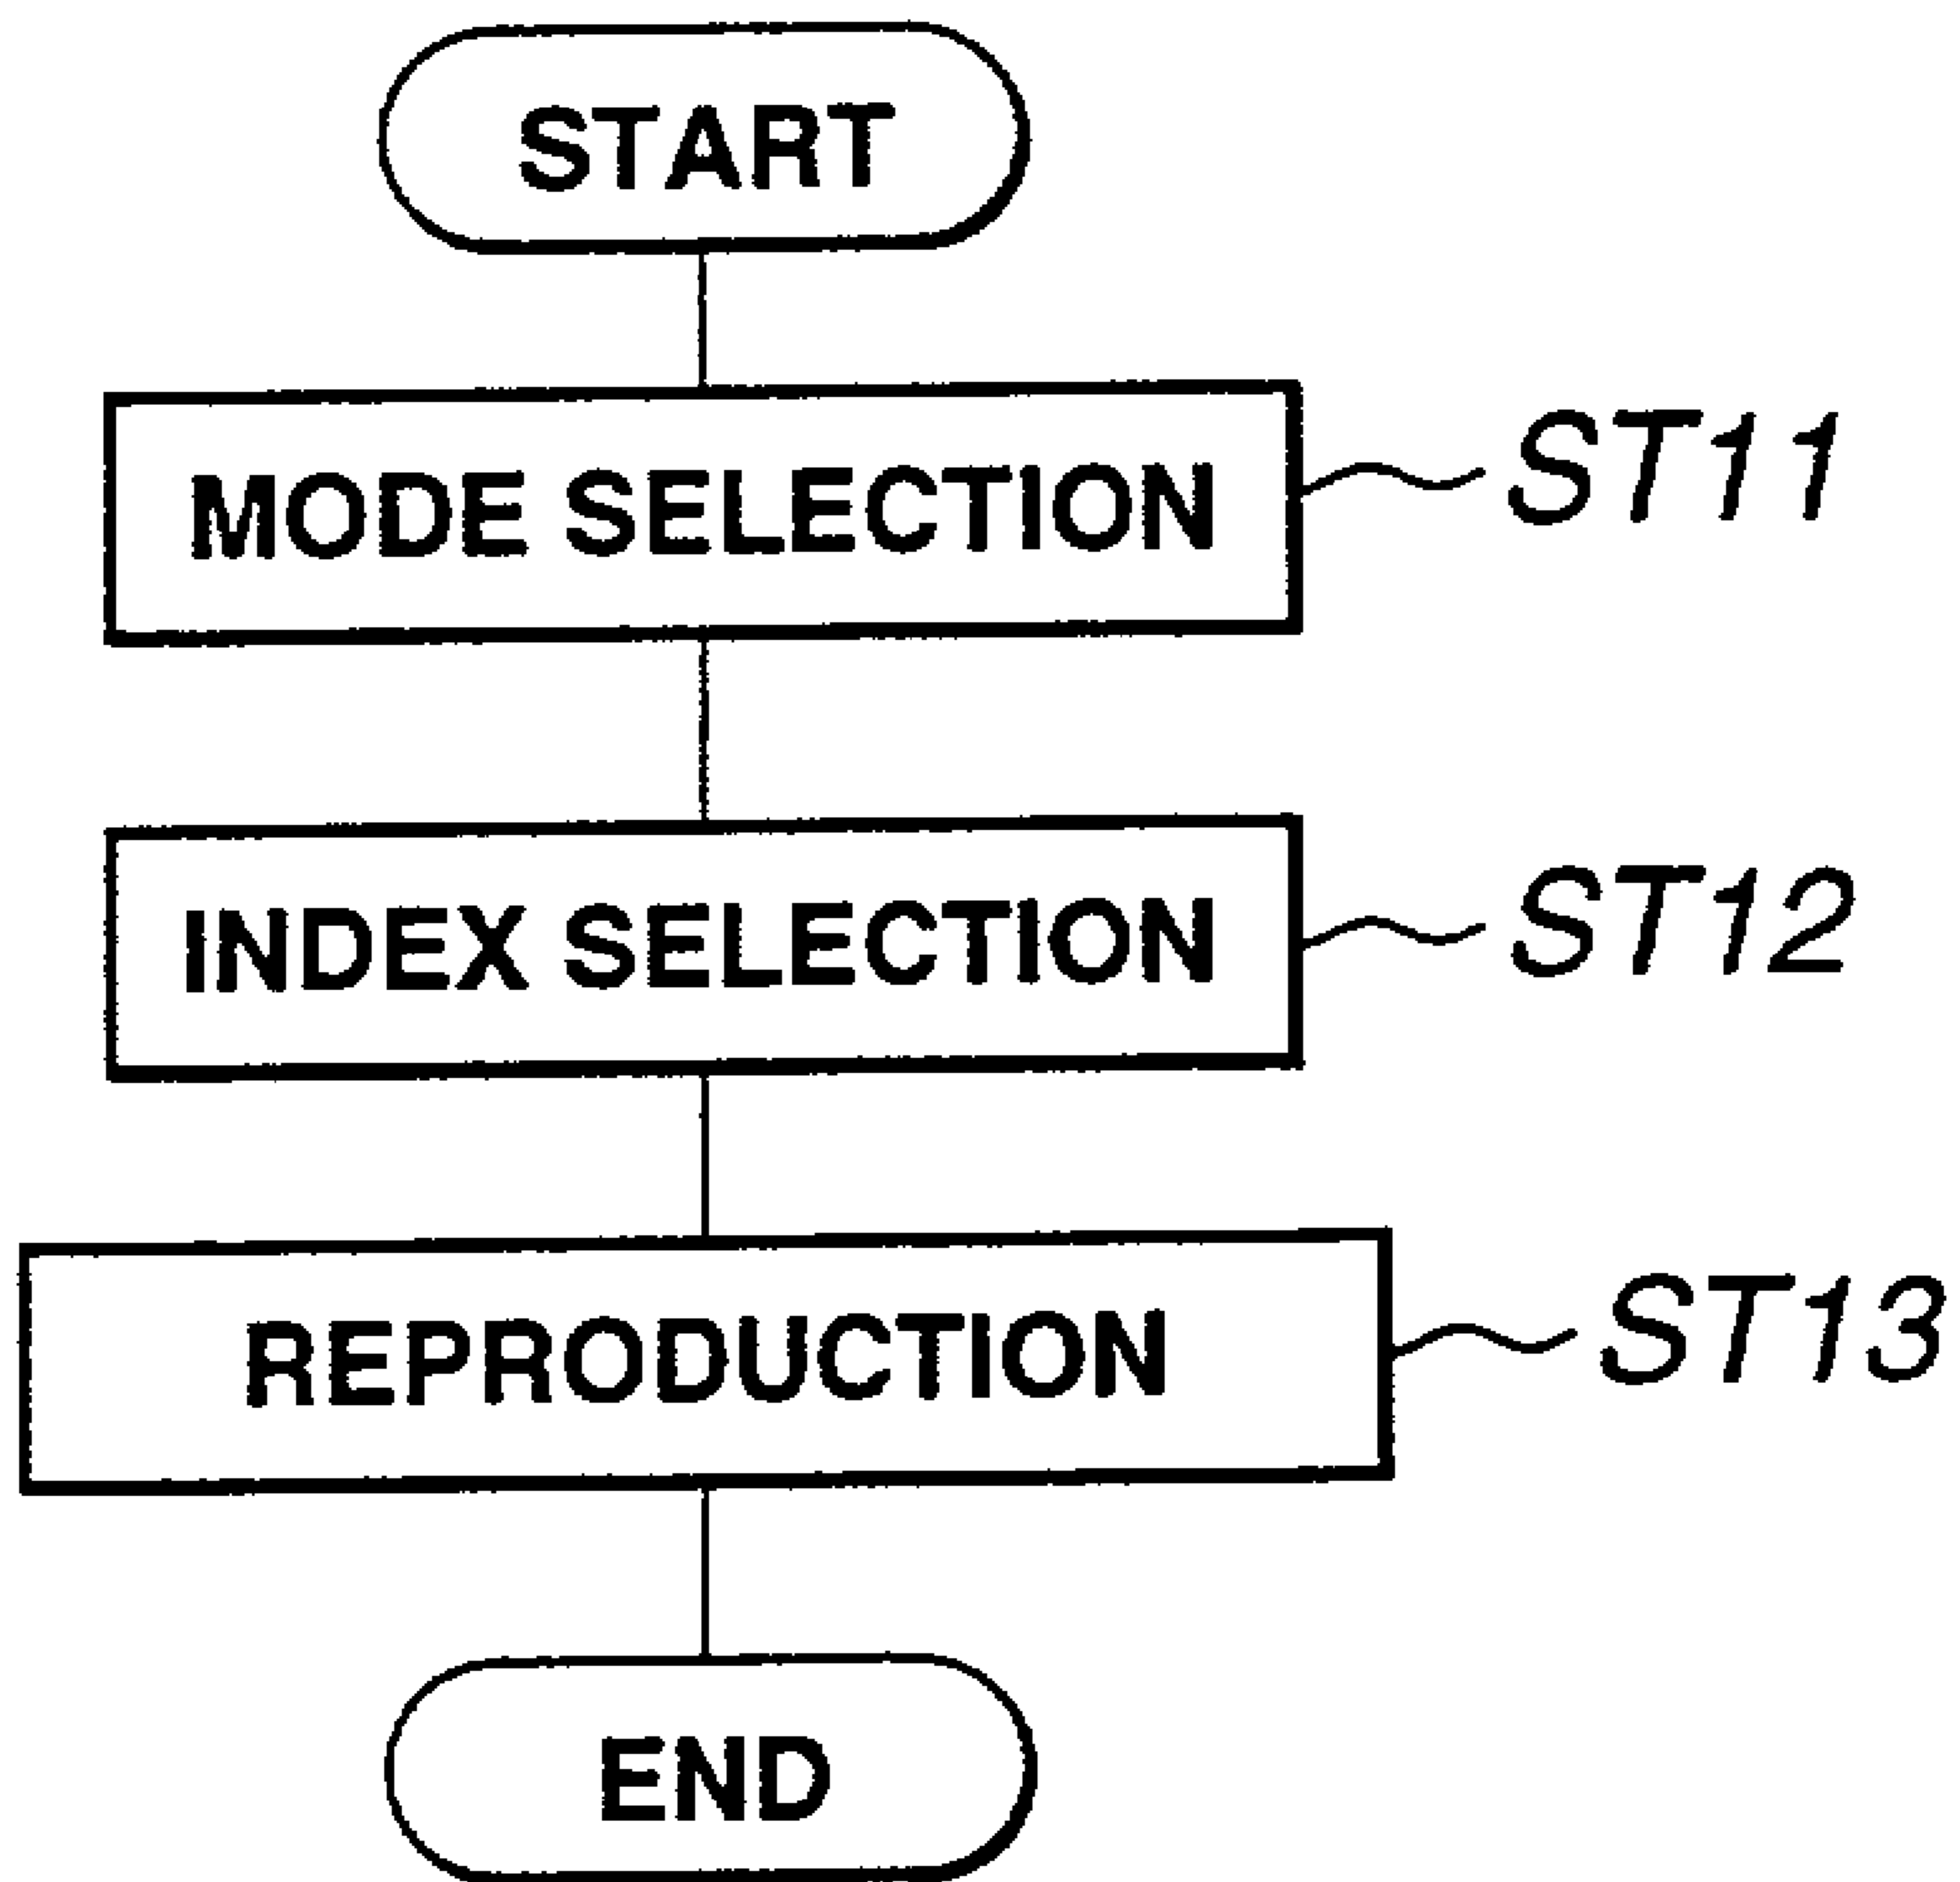 START
MODE SELECTION
ST11
INDEX SELECTION
ST12
REPRODUCTION
ST13
END